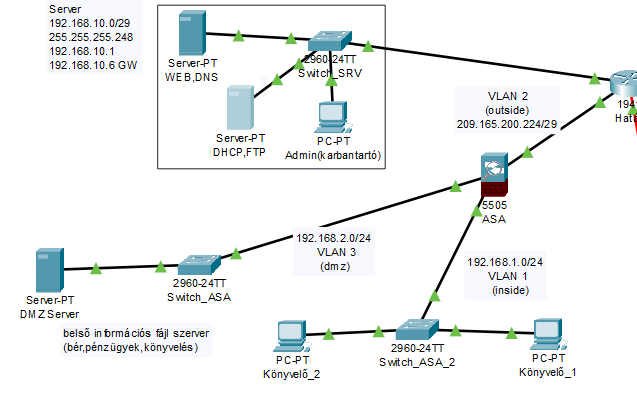 Server
192.168.10.0/29
255.255.255.248
192.168.10.1
192.168.10.6 GW
Server-PT
WEB,DNS
2960-24TT
Switch_SRV
Server-PT
DHCP,FTP
PC-PT
Admin(karbantartó)
VLAN 2
(outside)
209.165.200.224/29
194
Hat
5505
ASA
192.168.2.0/24
VLAN 3
(dmz)
192.168.1.0/24
VLAN 1
(inside)
Server-PT
DMZ Server
2960-24TT
Switch_ASA
belső információs fájl szerver
(bér,pénzügyek,könyvelés)
PC-PT
Könyvelő_2
2960-24TT
Switch_ASA_2
PC-PT
Könyvelő_1